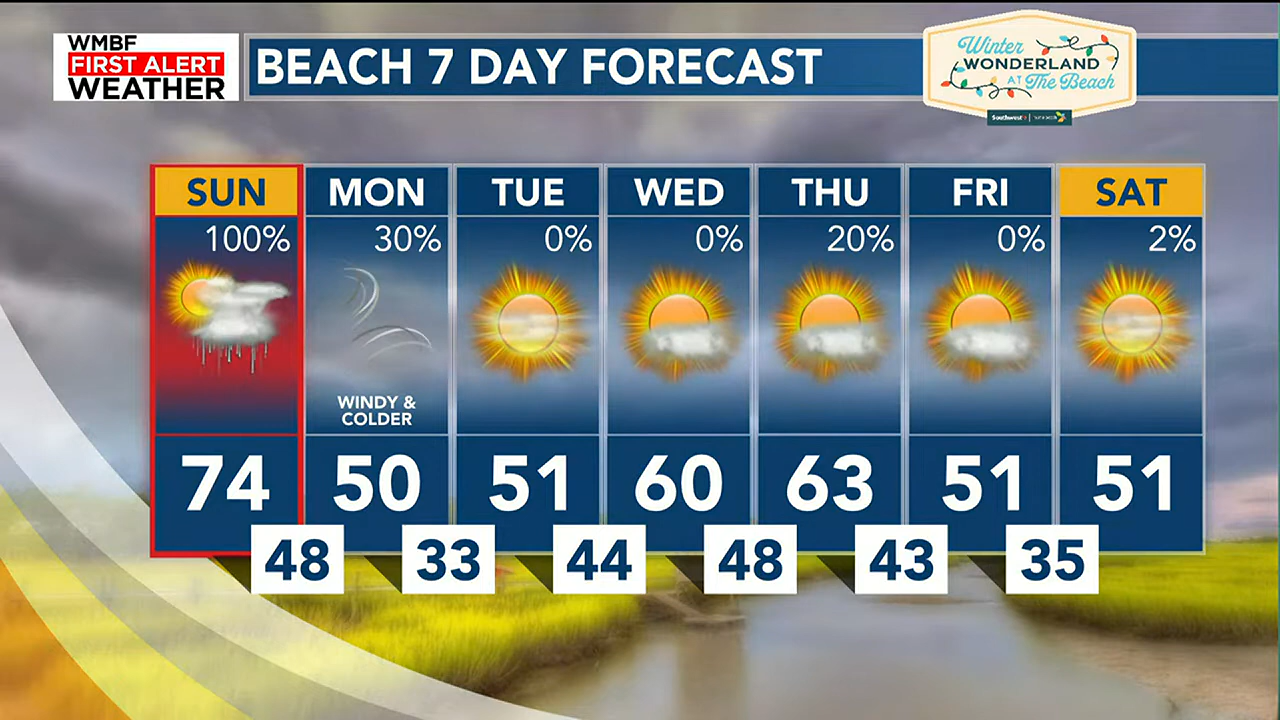 WMBF
FIRST ALERT
WEATHER
BEACH 7 DAY FORECAST
Winter
WONDERLAND
AT The Beach
Southwest
SUN MON TUE WED THU FRI SAT
100% 30% 0% 0% 20% 0% 2%
WINDY &
COLDER
74 50 51 60 63 51 51
48 33 44 48 43 35